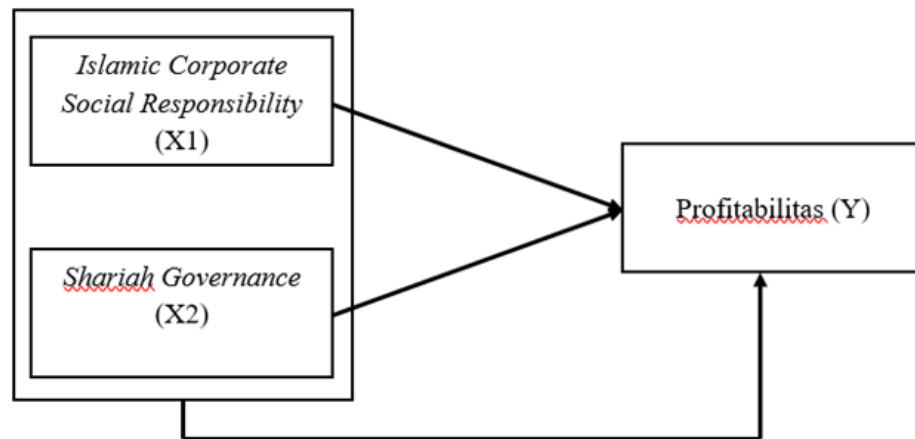 Islamic Corporate
Social Responsibility
(X1)
Profitabilitas (Y)
Shariah Governance
(X2)